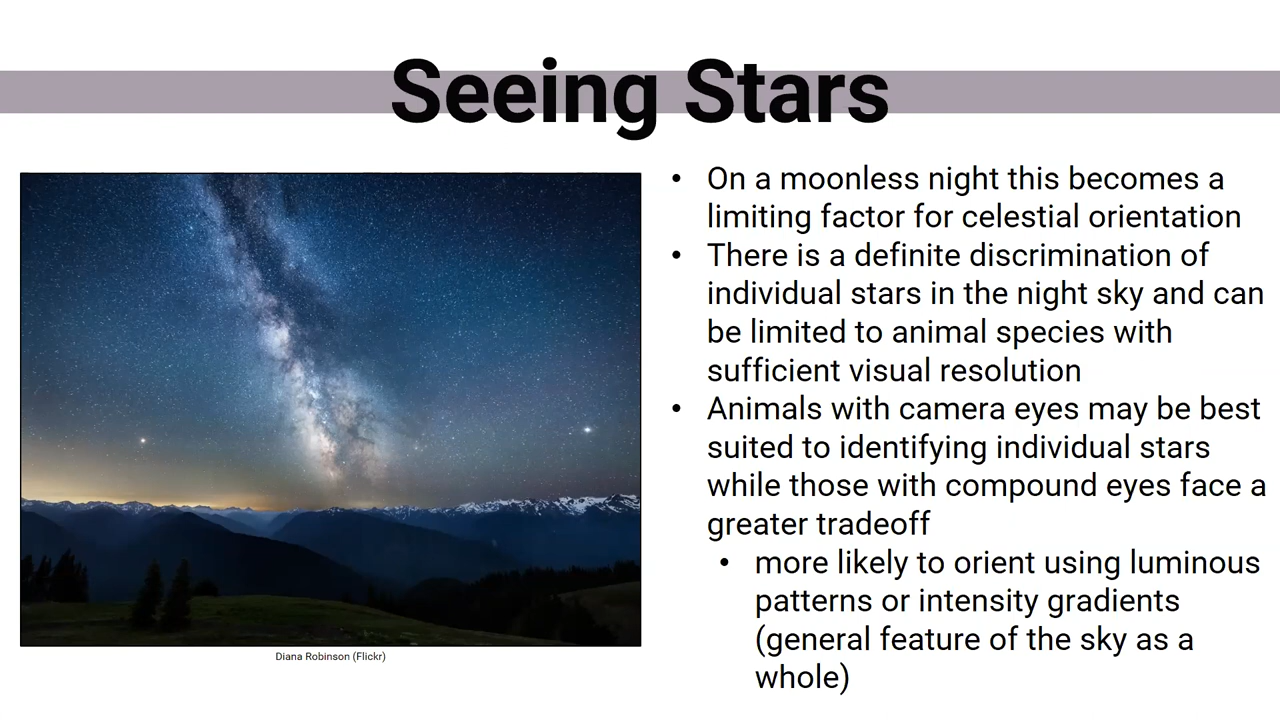 Seeing Stars
• On a moonless night this becomes a
limiting factor for celestial orientation
• There is a definite discrimination of
individual stars in the night sky and can
be limited to animal species with
sufficient visual resolution
• Animals with camera eyes may be best
suited to identifying individual stars
while those with compound eyes face a
greater tradeoff
• more likely to orient using luminous
patterns or intensity gradients
(general feature of the sky as a
whole)
Diana Robinson (Flickr)